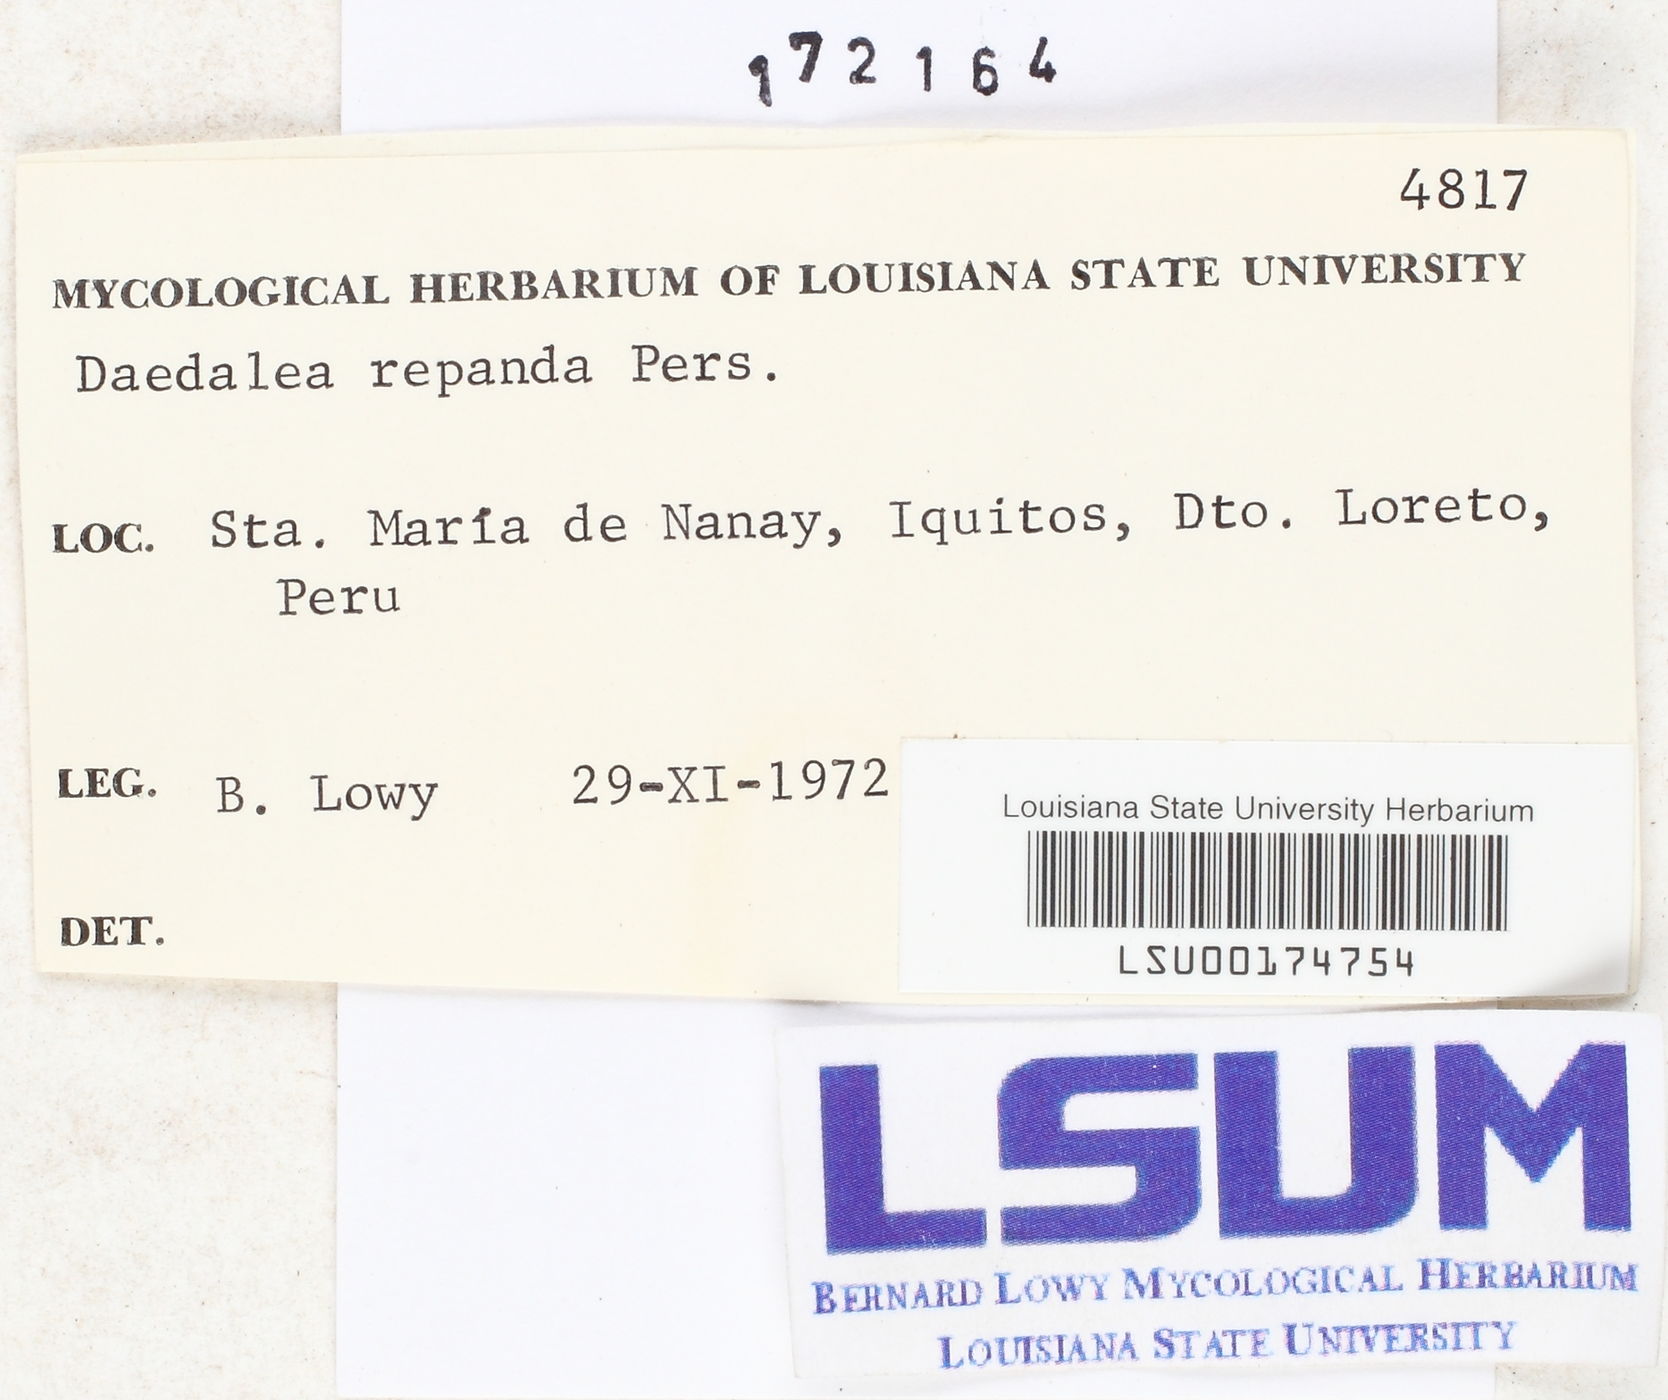 172164
4817
MYCOLOGICAL HERBARIUM OF LOUISIANA STATE UNIVERSITY
Daedalea repanda Pers.
LOC. Sta. María de Nanay, Iquitos, Dto. Loreto,
Peru
LEG. B. Lowy 29-XI-1972
DET.
Louisiana State University Herbarium
LSU00174754
LSUM
BERNARD LOWY MYCOLOGICAL HERBARIUM
LOUISIANA STATE UNIVERSITY